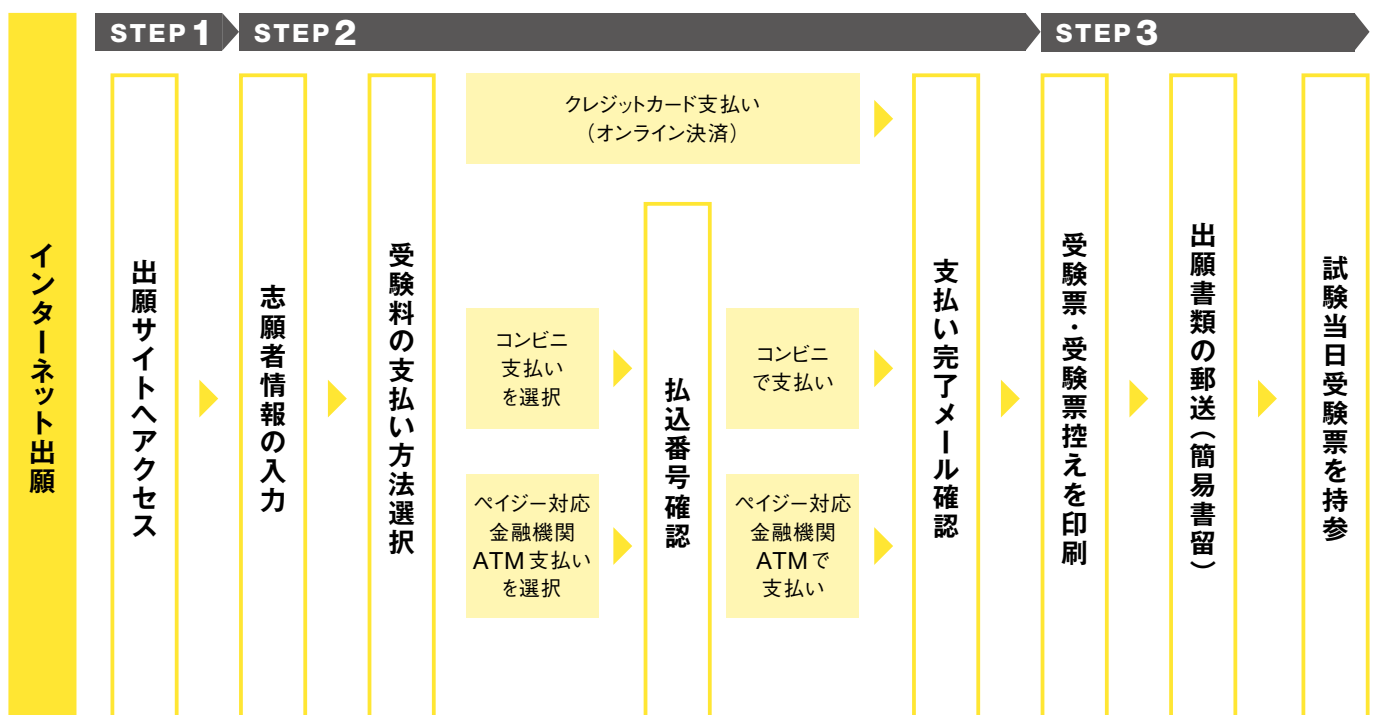 インターネット出願
STEP 1
STEP 2
STEP 3
出願サイトへアクセス
志願者情報の入力
受験料の支払い方法選択
クレジットカード支払い
（オンライン決済）
コンビニ
支払い
を選択
ペイジー対応
金融機関
ATM支払い
を選択
払込番号確認
コンビニ
で支払い
ペイジー対応
金融機関
ATMで
支払い
支払い完了メール確認
受験票・受験票控えを印刷
出願書類の郵送（簡易書留）
試験当日受験票を持参